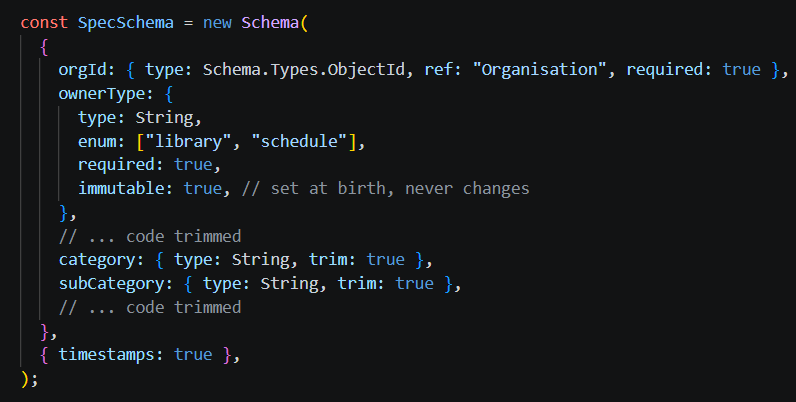 const SpecSchema = new Schema(
  {
    orgId: { type: Schema.Types.ObjectId, ref: "Organisation", required: true },
    ownerType: {
      type: String,
      enum: ["library", "schedule"],
      required: true,
      immutable: true, // set at birth, never changes
    },
    // ... code trimmed
    category: { type: String, trim: true },
    subCategory: { type: String, trim: true },
    // ... code trimmed
  },
  { timestamps: true },
);